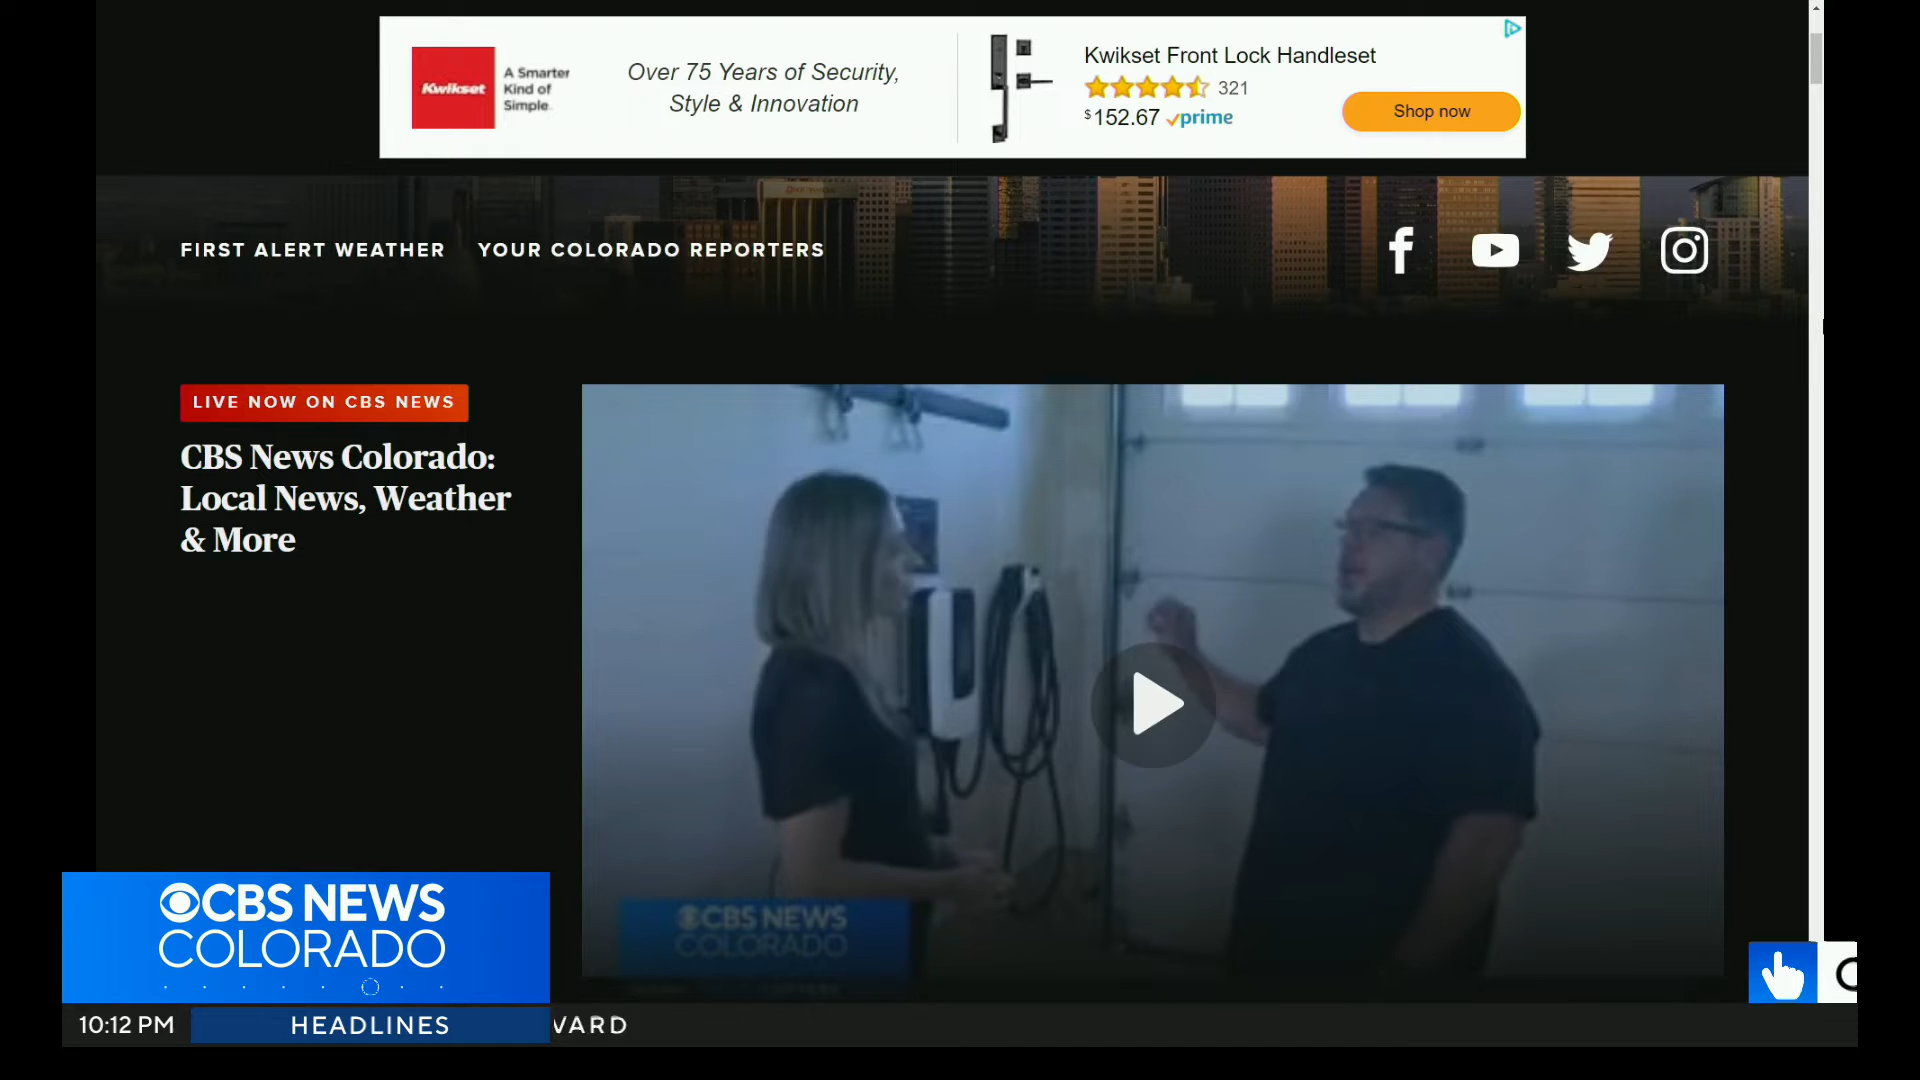 Kwikset
A Smarter
Kind of
Simple.
Over 75 Years of Security,
Style & Innovation
Kwikset Front Lock Handleset
321
$152.67 prime
Shop now
FIRST ALERT WEATHER
YOUR COLORADO REPORTERS
LIVE NOW ON CBS NEWS
CBS News Colorado:
Local News, Weather
& More
CBS NEWS
COLORADO
CBS NEWS
COLORADO
10:12 PM
HEADLINES
VARD